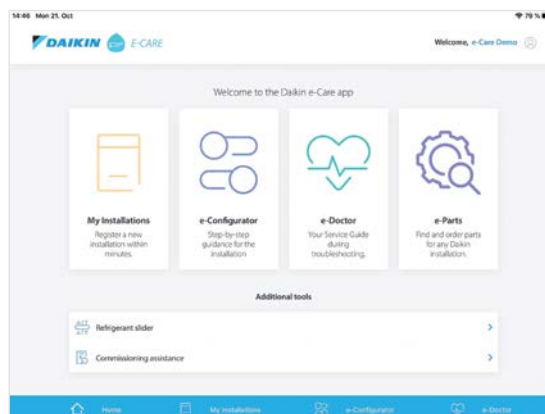 14:46 Mon 21. Oct
79 %
DAIKIN E-CARE
Welcome, e-Care Demo
Welcome to the Daikin e-Care app
My Installations
Register a new
installation within
minutes.
e-Configurator
Step-by-step
guidance for the
installation
e-Doctor
Your Service Guide
during
troubleshooting.
e-Parts
Find and order parts
for any Daikin
installation.
Additional tools
Refrigerant slider
Commissioning assistance
Home
My Installations
e-Configurator
e-Doctor